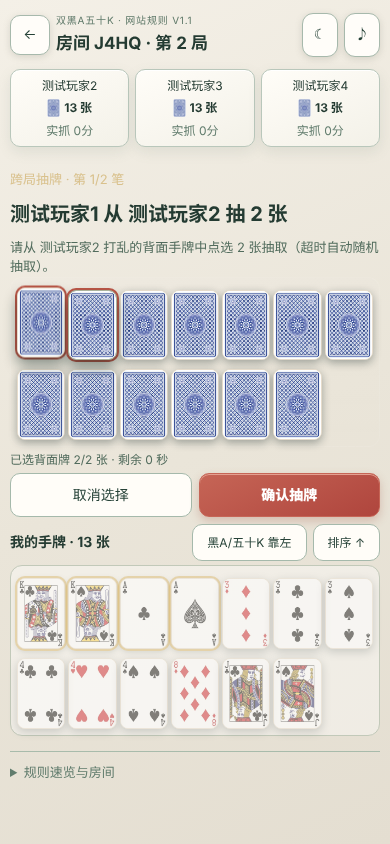 ←
双黑A五十K · 网站规则 V1.1
房间 J4HQ · 第 2 局
☾
♪
测试玩家2
13 张
实抓 0分
测试玩家3
13 张
实抓 0分
测试玩家4
13 张
实抓 0分
跨局抽牌 · 第 1/2 笔
测试玩家1 从 测试玩家2 抽 2 张
请从 测试玩家2 打乱的背面手牌中点选 2 张抽取（超时自动随机
抽取）。
已选背面牌 2/2 张 · 剩余 0 秒
取消选择
确认抽牌
我的手牌 · 13 张
黑A/五十K 靠左
排序 ↑
K K A A 3 3 3
4 4 4 8 J J
▶ 规则速览与房间